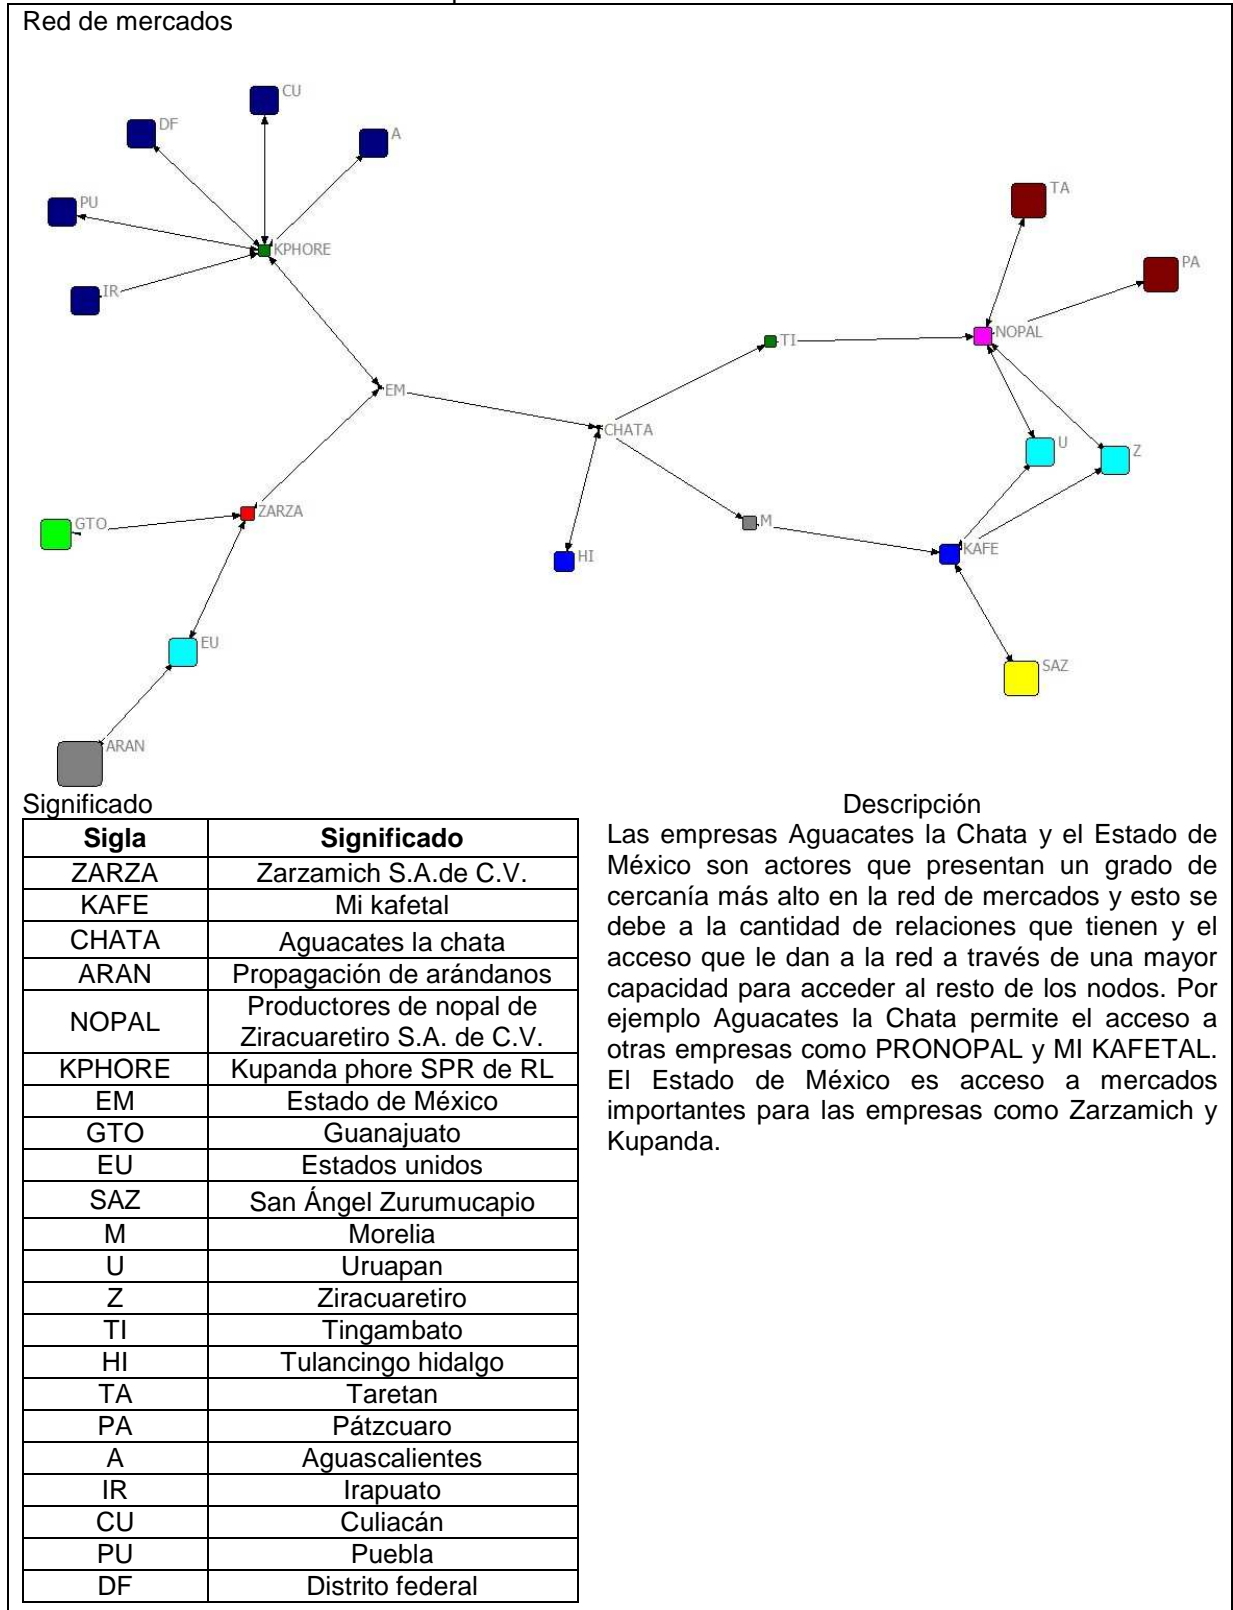 Red de mercados
CU
DF
A
PU
KPHORE
IR
TA
PA
TI
NOPAL
EM
CHATA
U
Z
GTO
ZARZA
M
HI
KAFE
EU
SAZ
ARAN
Significado
Sigla Significado
ZARZA Zarzamich S.A.de C.V.
KAFE Mi kafetal
CHATA Aguacates la chata
ARAN Propagación de arándanos
NOPAL Productores de nopal de
Ziracuaretiro S.A. de C.V.
KPHORE Kupanda phore SPR de RL
EM Estado de México
GTO Guanajuato
EU Estados unidos
SAZ San Ángel Zurumucapio
M Morelia
U Uruapan
Z Ziracuaretiro
TI Tingambato
HI Tulancingo hidalgo
TA Taretan
PA Pátzcuaro
A Aguascalientes
IR Irapuato
CU Culiacán
PU Puebla
DF Distrito federal
Descripción
Las empresas Aguacates la Chata y el Estado de
México son actores que presentan un grado de
cercanía más alto en la red de mercados y esto se
debe a la cantidad de relaciones que tienen y el
acceso que le dan a la red a través de una mayor
capacidad para acceder al resto de los nodos. Por
ejemplo Aguacates la Chata permite el acceso a
otras empresas como PRONOPAL y MI KAFETAL.
El Estado de México es acceso a mercados
importantes para las empresas como Zarzamich y
Kupanda.